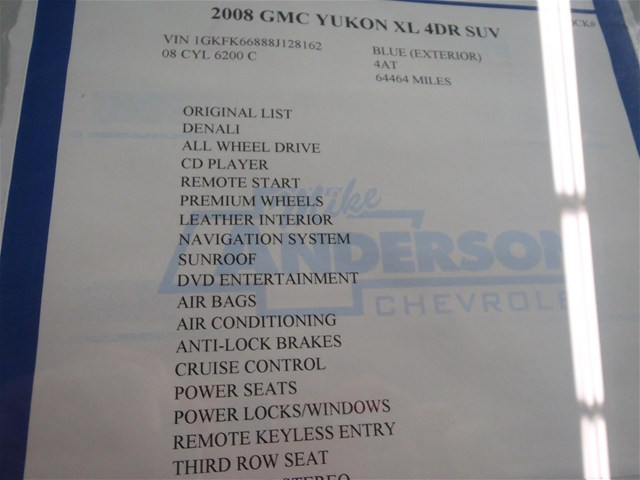 2008 GMC YUKON XL 4DR SUV
VIN 1GKFK66888J128162
08 CYL 6200 C
BLUE (EXTERIOR)
4AT
64464 MILES
ORIGINAL LIST
DENALI
ALL WHEEL DRIVE
CD PLAYER
REMOTE START
PREMIUM WHEELS
LEATHER INTERIOR
NAVIGATION SYSTEM
SUNROOF
DVD ENTERTAINMENT
AIR BAGS
AIR CONDITIONING
ANTI-LOCK BRAKES
CRUISE CONTROL
POWER SEATS
POWER LOCKS/WINDOWS
REMOTE KEYLESS ENTRY
THIRD ROW SEAT
STEREO
Mike
ANDERSON
CHEVROLE